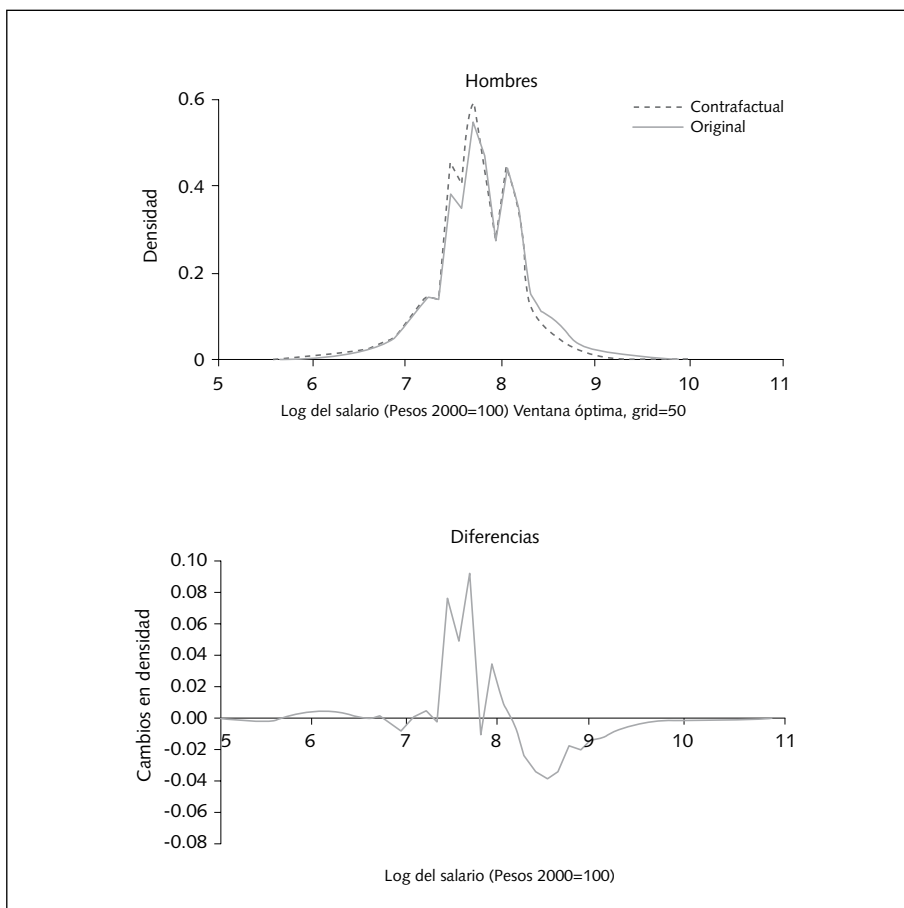 Hombres
Contrafactual
Original
Densidad
0.6
0.4
0.2
0
5 6 7 8 9 10 11
Log del salario (Pesos 2000=100) Ventana óptima, grid=50
Diferencias
Cambios en densidad
0.10
0.08
0.06
0.04
0.02
0.00
-0.02
-0.04
-0.06
-0.08
5 6 7 8 9 10 11
Log del salario (Pesos 2000=100)